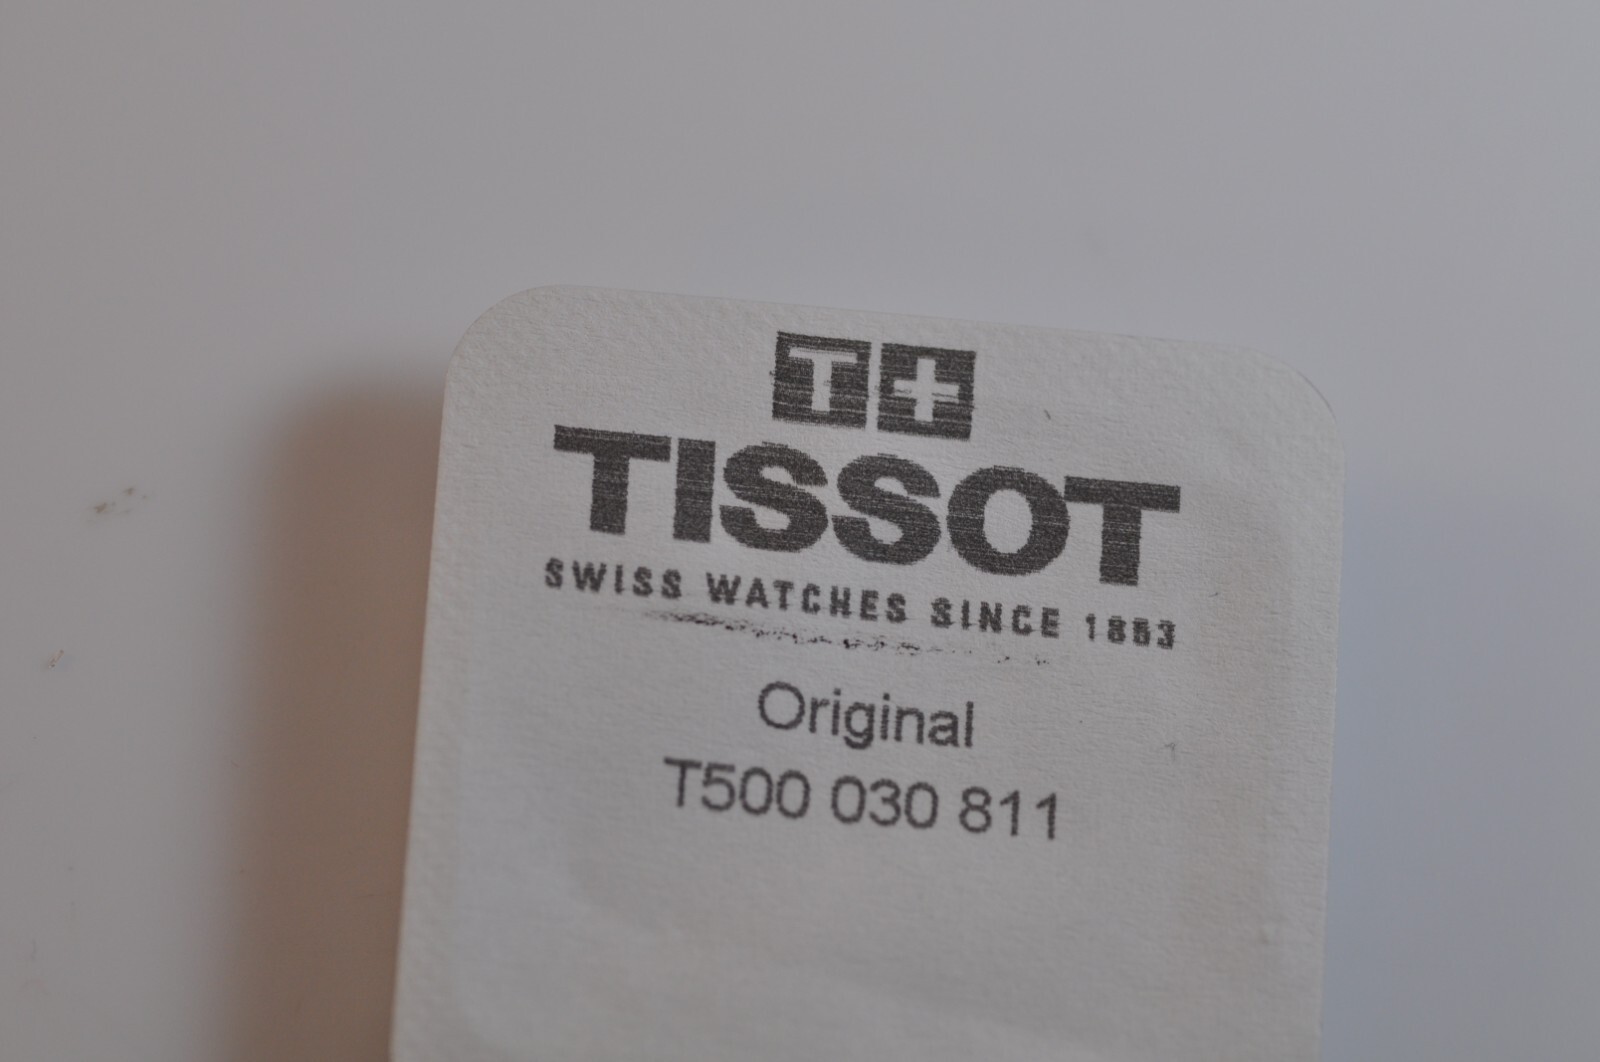 T+
TISSOT
SWISS WATCHES SINCE 1853
Original
T500 030 811